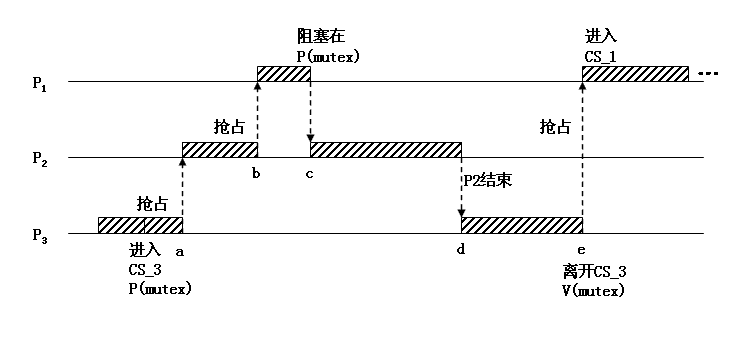 阻塞在
P(mutex)
进入
CS_1
P1
抢占
抢占
P2
b
c
P2结束
抢占
P3
进入
CS_3
P(mutex)
a
d
e
离开CS_3
V(mutex)